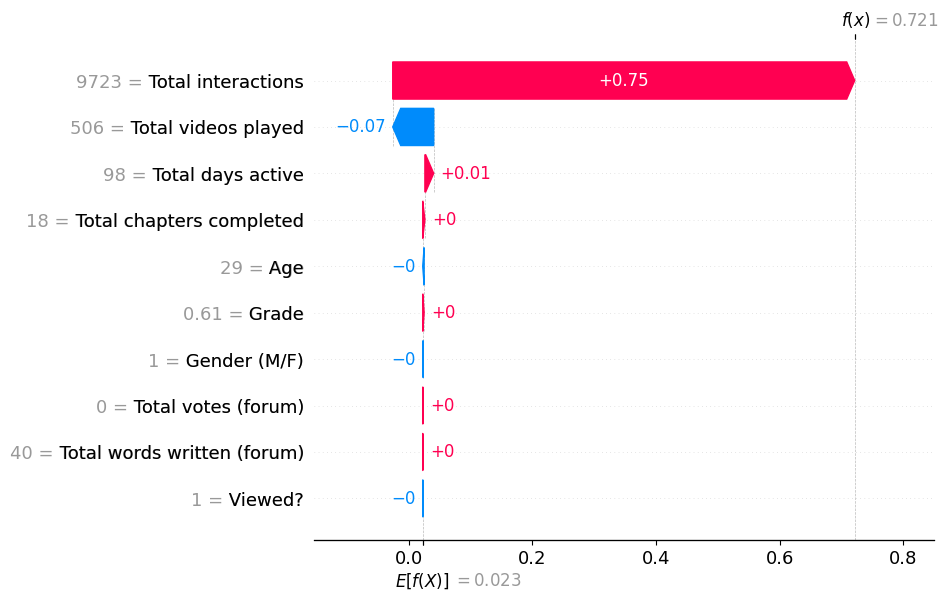 f(x) = 0.721
9723 = Total interactions
+0.75
506 = Total videos played
−0.07
98 = Total days active
+0.01
18 = Total chapters completed
+0
29 = Age
−0
0.61 = Grade
+0
1 = Gender (M/F)
−0
0 = Total votes (forum)
+0
40 = Total words written (forum)
+0
1 = Viewed?
−0
0.0 0.2 0.4 0.6 0.8
E[f(X)] = 0.023